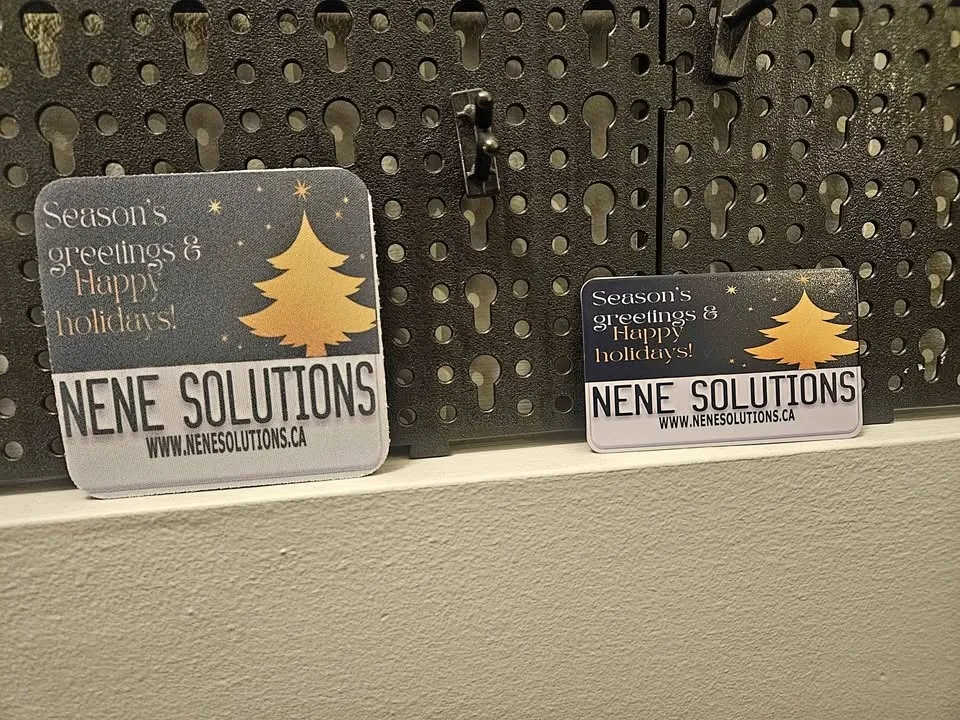 Season's
greetings &
Happy
holidays!
NENE SOLUTIONS
WWW.NENESOLUTIONS.CA
Season's
greetings &
Happy
holidays!
NENE SOLUTIONS
WWW.NENESOLUTIONS.CA